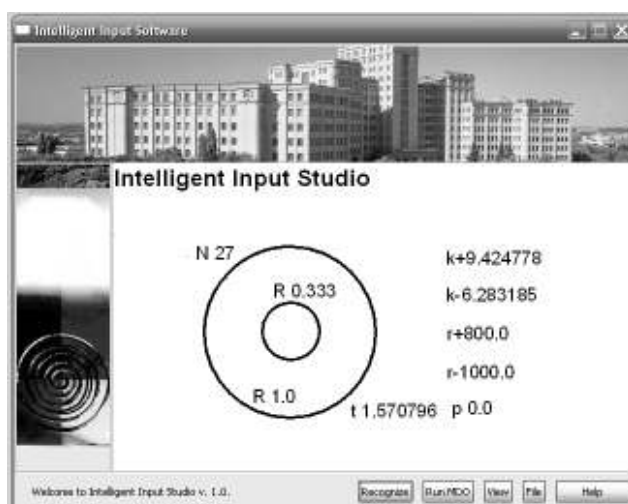 Intelligent Input Software
Intelligent Input Studio
N 27
k+9.424778
R 0.333
k-6.283185
r+800.0
r-1000.0
R 1.0
t 1.570796 p 0.0
Welcome to Intelligent Input Studio v. 1.0.
Recognize Run MDO View File Help